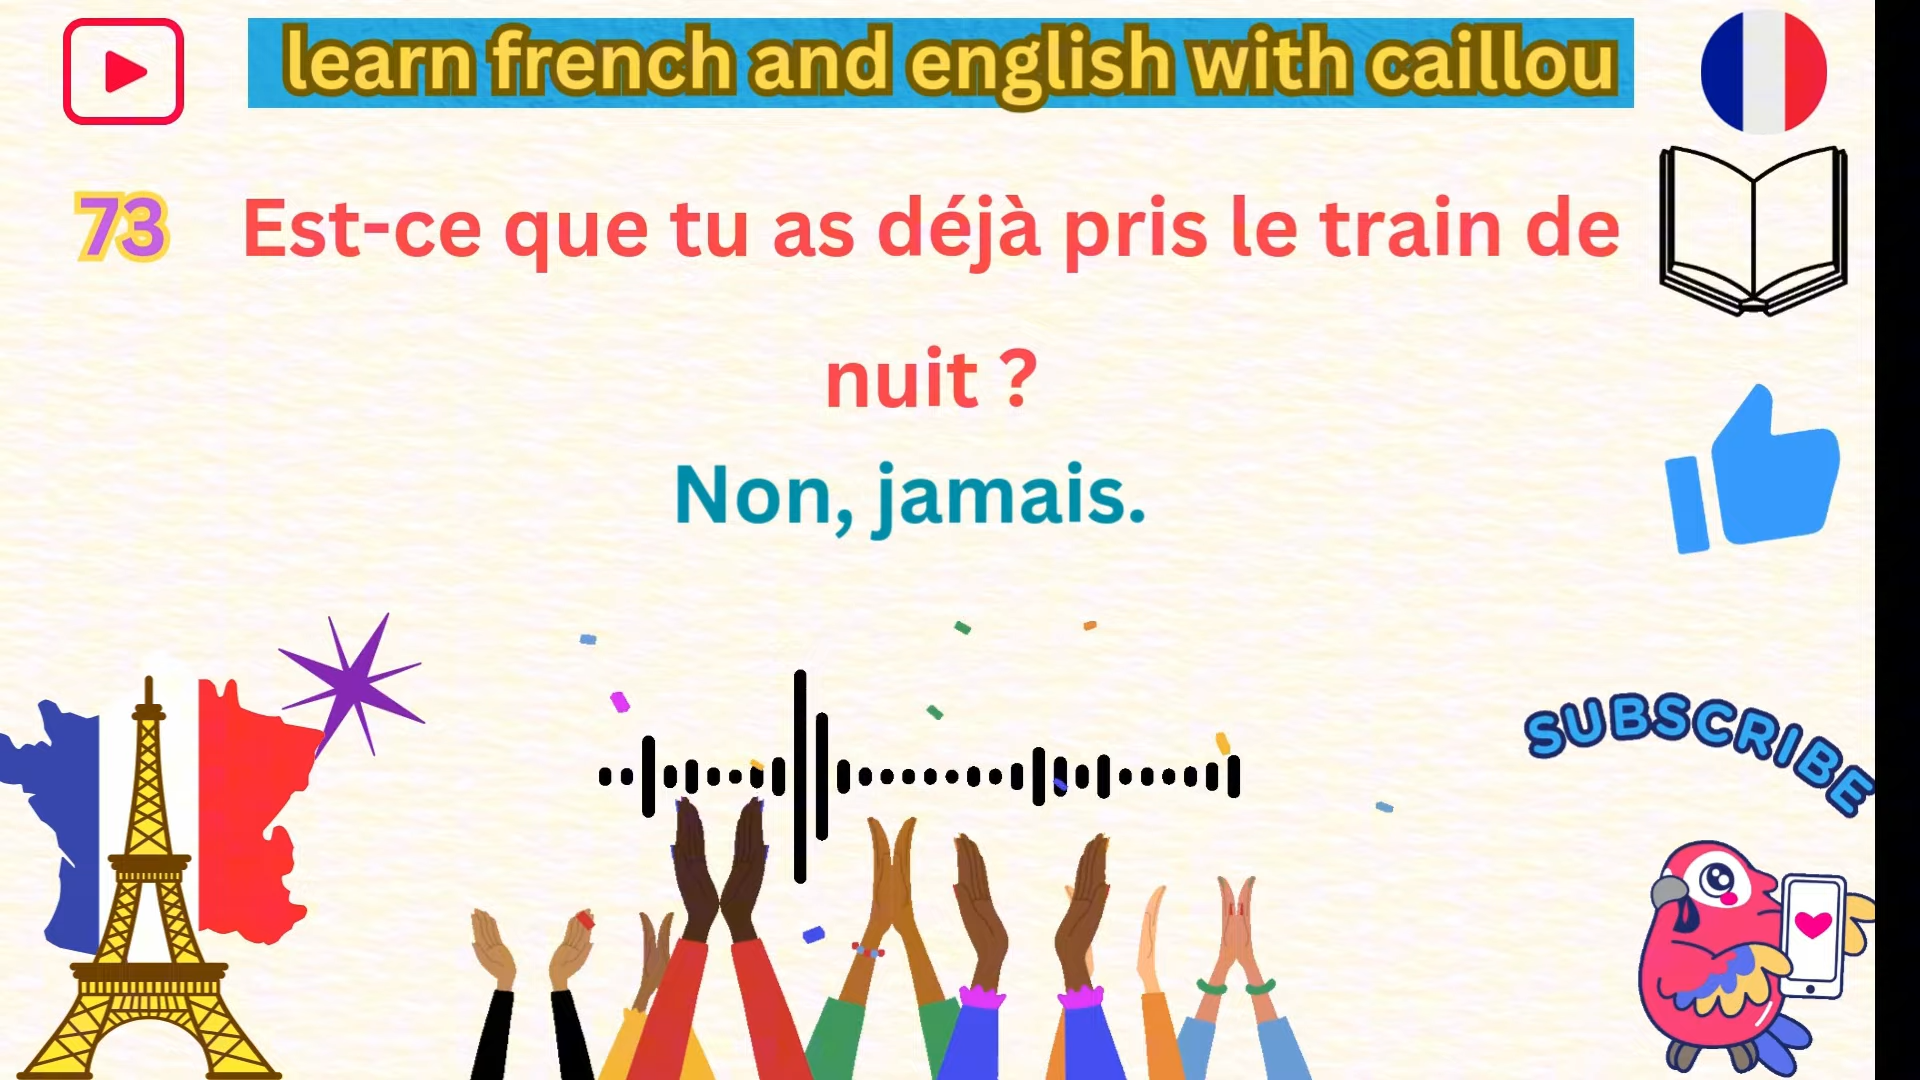 learn french and english with caillou
73 Est-ce que tu as déjà pris le train de
nuit ?
Non, jamais.
SUBSCRIBE